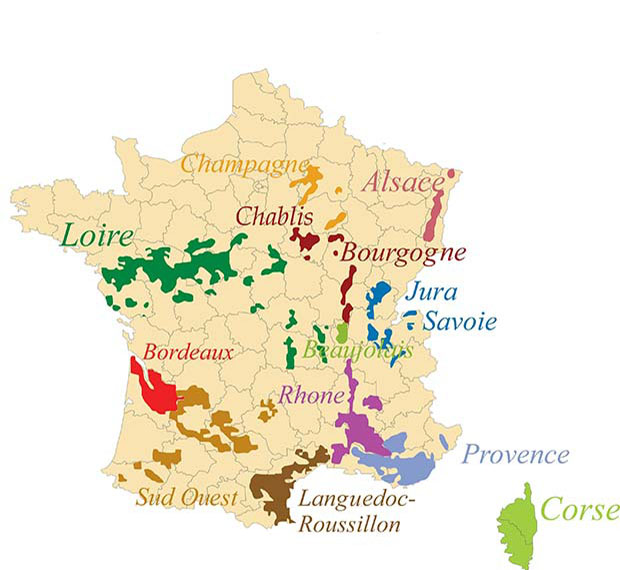 Champagne
Alsace
Chablis
Loire
Bourgogne
Jura
Savoie
Bordeaux
Beaujolais
Rhone
Provence
Sud Ouest
Languedoc-
Roussillon
Corse